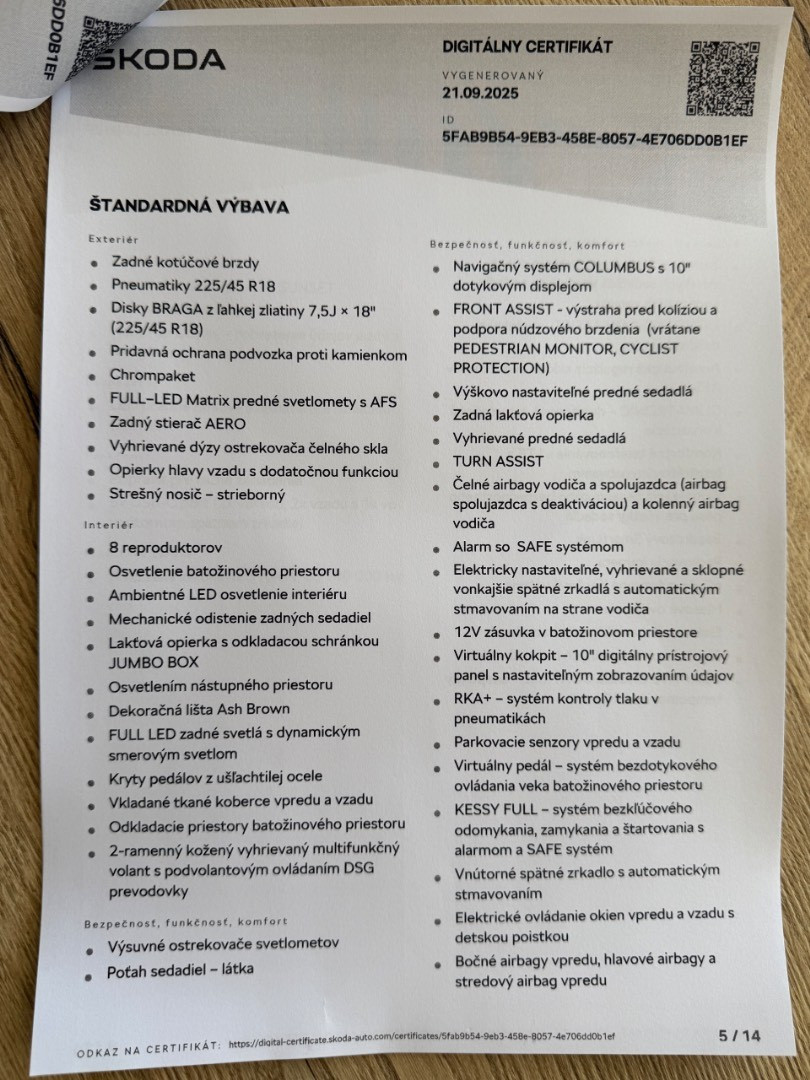 6DD0B1EF
ŠKODA
DIGITÁLNY CERTIFIKÁT
VYGENEROVANÝ
21.09.2025
ID
5FAB9B54-9EB3-458E-8057-4E706DD0B1EF
ŠTANDARDNÁ VÝBAVA
Exteriér
• Zadné kotúčové brzdy
• Pneumatiky 225/45 R18
• Disky BRAGA z ľahkej zliatiny 7,5J × 18"
(225/45 R18)
• Pridavná ochrana podvozka proti kamienkom
• Chrompaket
• FULL–LED Matrix predné svetlomety s AFS
• Zadný stierač AERO
• Vyhrievané dýzy ostrekovača čelného skla
• Opierky hlavy vzadu s dodatočnou funkciou
• Strešný nosič – strieborný
Interiér
• 8 reproduktorov
• Osvetlenie batožinového priestoru
• Ambientné LED osvetlenie interiéru
• Mechanické odistenie zadných sedadiel
• Lakťová opierka s odkladacou schránkou
JUMBO BOX
• Osvetlením nástupného priestoru
• Dekoračná lišta Ash Brown
• FULL LED zadné svetlá s dynamickým
smerovým svetlom
• Kryty pedálov z ušľachtilej ocele
• Vkladané tkané koberce vpredu a vzadu
• Odkladacie priestory batožinového priestoru
• 2-ramenný kožený vyhrievaný multifunkčný
volant s podvolantovým ovládaním DSG
prevodovky
Bezpečnosť, funkčnosť, komfort
• Výsuvné ostrekovače svetlometov
• Poťah sedadiel – látka
Bezpečnosť, funkčnosť, komfort
• Navigačný systém COLUMBUS s 10"
dotykovým displejom
• FRONT ASSIST - výstraha pred kolíziou a
podpora núdzového brzdenia (vrátane
PEDESTRIAN MONITOR, CYCLIST
PROTECTION)
• Výškovo nastaviteľné predné sedadlá
• Zadná lakťová opierka
• Vyhrievané predné sedadlá
• TURN ASSIST
• Čelné airbagy vodiča a spolujazdca (airbag
spolujazdca s deaktiváciou) a kolenný airbag
vodiča
• Alarm so SAFE systémom
• Elektricky nastaviteľné, vyhrievané a sklopné
vonkajšie spätné zrkadlá s automatickým
stmavovaním na strane vodiča
• 12V zásuvka v batožinovom priestore
• Virtuálny kokpit – 10" digitálny prístrojový
panel s nastaviteľným zobrazovaním údajov
• RKA+ – systém kontroly tlaku v
pneumatikách
• Parkovacie senzory vpredu a vzadu
• Virtuálny pedál – systém bezdotykového
ovládania veka batožinového priestoru
• KESSY FULL – systém bezkľúčového
odomykania, zamykania a štartovania s
alarmom a SAFE systém
• Vnútorné spätné zrkadlo s automatickým
stmavovaním
• Elektrické ovládanie okien vpredu a vzadu s
detskou poistkou
• Bočné airbagy vpredu, hlavové airbagy a
stredový airbag vpredu
ODKAZ NA CERTIFIKÁT: https://digital-certificate.skoda-auto.com/certificates/5fab9b54-9eb3-458e-8057-4e706dd0b1ef
5 / 14